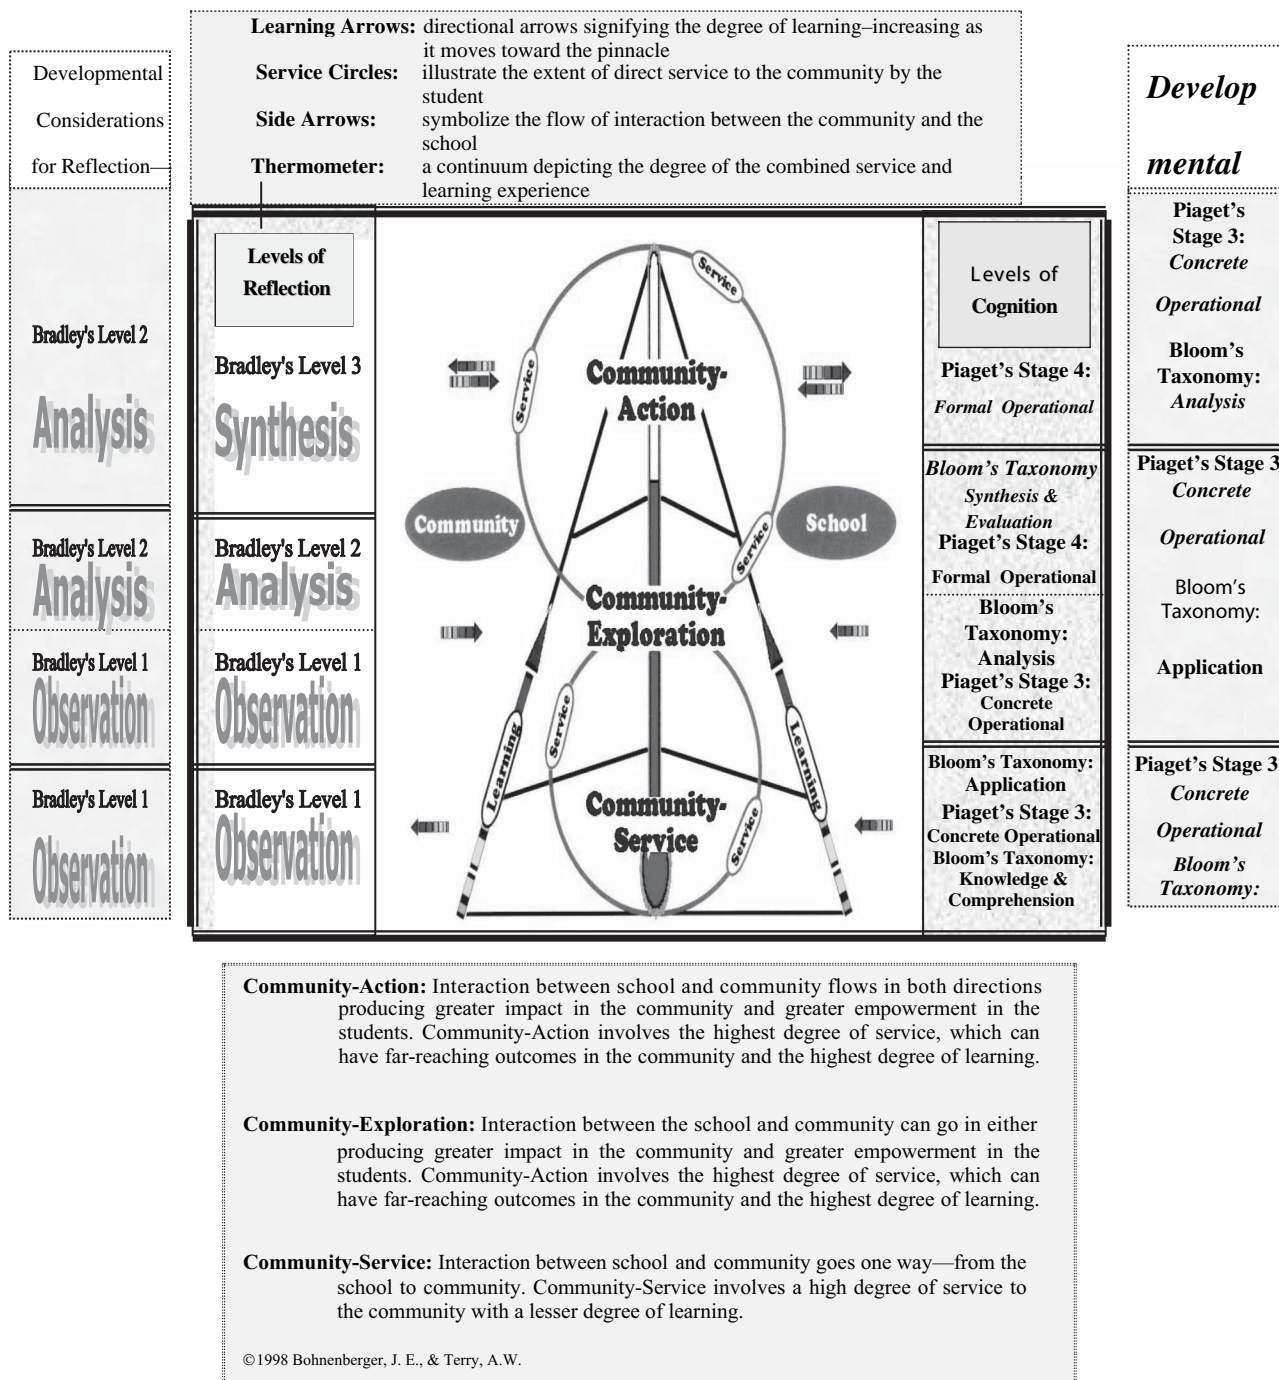 Learning Arrows: directional arrows signifying the degree of learning–increasing as
it moves toward the pinnacle
Service Circles: illustrate the extent of direct service to the community by the
student
Side Arrows: symbolize the flow of interaction between the community and the
school
Thermometer: a continuum depicting the degree of the combined service and
learning experience
Developmental
Considerations
for Reflection—
Bradley's Level 2
Analysis
Bradley's Level 2
Analysis
Bradley's Level 1
Observation
Bradley's Level 1
Observation
Levels of
Reflection
Bradley's Level 3
Synthesis
Bradley's Level 2
Analysis
Bradley's Level 1
Observation
Bradley's Level 1
Observation
Service
Service
Community-
Action
Community
School
Service
Community-
Exploration
Service
Learning
Learning
Community-
Service
Service
Levels of
Cognition
Piaget's Stage 4:
Formal Operational
Bloom's Taxonomy
Synthesis &
Evaluation
Piaget's Stage 4:
Formal Operational
Bloom's
Taxonomy:
Analysis
Piaget's Stage 3:
Concrete
Operational
Bloom's Taxonomy:
Application
Piaget's Stage 3:
Concrete Operational
Bloom's Taxonomy:
Knowledge &
Comprehension
Develop
mental
Piaget's
Stage 3:
Concrete
Operational
Bloom's
Taxonomy:
Analysis
Piaget's Stage 3
Concrete
Operational
Bloom's
Taxonomy:
Application
Piaget's Stage 3
Concrete
Operational
Bloom's
Taxonomy:
Community-Action: Interaction between school and community flows in both directions
producing greater impact in the community and greater empowerment in the
students. Community-Action involves the highest degree of service, which can
have far-reaching outcomes in the community and the highest degree of learning.
Community-Exploration: Interaction between the school and community can go in either
producing greater impact in the community and greater empowerment in the
students. Community-Action involves the highest degree of service, which can
have far-reaching outcomes in the community and the highest degree of learning.
Community-Service: Interaction between school and community goes one way—from the
school to community. Community-Service involves a high degree of service to
the community with a lesser degree of learning.
©1998 Bohnenberger, J. E., & Terry, A.W.